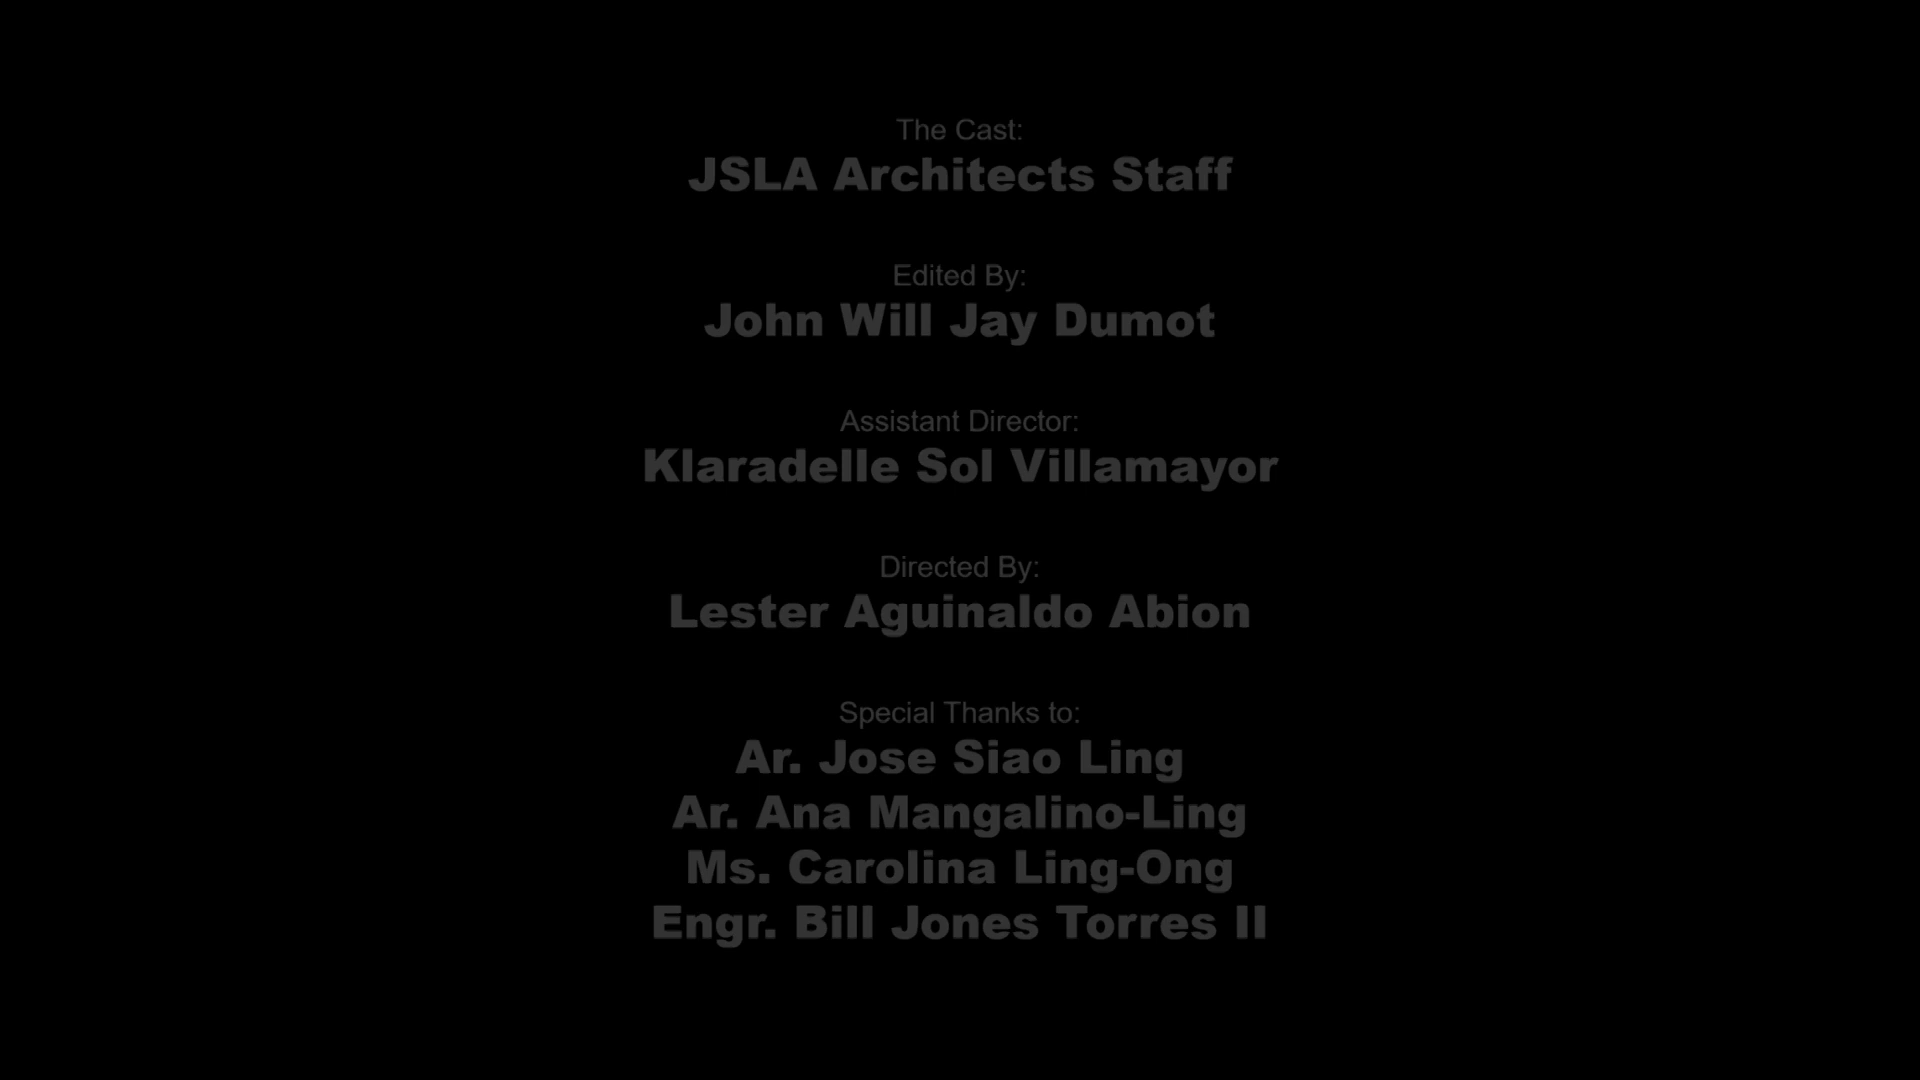 The Cast:
JSLA Architects Staff
Edited By:
John Will Jay Dumot
Assistant Director:
Klaradelle Sol Villamayor
Directed By:
Lester Aguinaldo Abion
Special Thanks to:
Ar. Jose Siao Ling
Ar. Ana Mangalino-Ling
Ms. Carolina Ling-Ong
Engr. Bill Jones Torres II